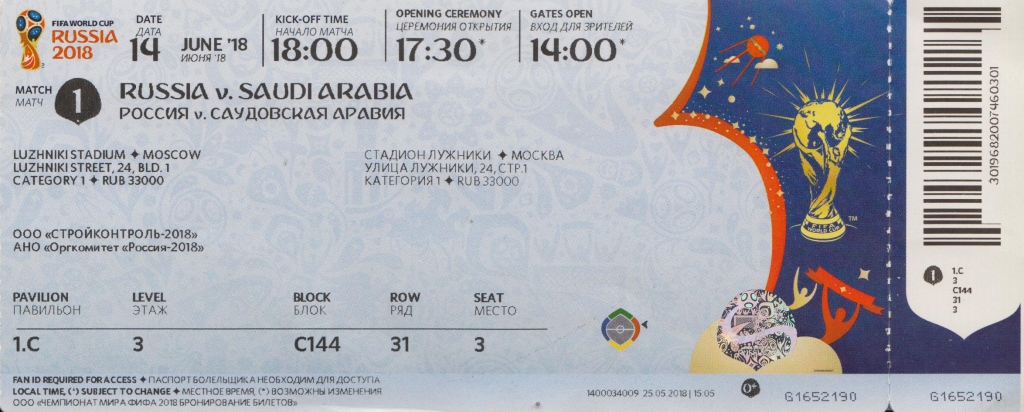 FIFA WORLD CUP
RUSSIA
2018
DATE
ДАТА
14
JUNE '18
ИЮНЯ '18
KICK-OFF TIME
НАЧАЛО МАТЧА
18:00
OPENING CEREMONY
ЦЕРЕМОНИЯ ОТКРЫТИЯ
17:30*
GATES OPEN
ВХОД ДЛЯ ЗРИТЕЛЕЙ
14:00*
MATCH
МАТЧ
1
RUSSIA v. SAUDI ARABIA
РОССИЯ v. САУДОВСКАЯ АРАВИЯ
LUZHNIKI STADIUM ✦ MOSCOW
LUZHNIKI STREET, 24, BLD. 1
CATEGORY 1 ✦ RUB 33000
СТАДИОН ЛУЖНИКИ ✦ МОСКВА
УЛИЦА ЛУЖНИКИ, 24, СТР.1
КАТЕГОРИЯ 1 ✦ RUB 33000
ООО «СТРОЙКОНТРОЛЬ-2018»
АНО «Оргкомитет «Россия-2018»
PAVILION
ПАВИЛЬОН
1.C
LEVEL
ЭТАЖ
3
BLOCK
БЛОК
C144
ROW
РЯД
31
SEAT
МЕСТО
3
FAN ID REQUIRED FOR ACCESS ✦ ПАСПОРТ БОЛЕЛЬЩИКА НЕОБХОДИМ ДЛЯ ДОСТУПА
LOCAL TIME, (*) SUBJECT TO CHANGE ✦ МЕСТНОЕ ВРЕМЯ, (*) ВОЗМОЖНЫ ИЗМЕНЕНИЯ
ООО «ЧЕМПИОНАТ МИРА ФИФА 2018 БРОНИРОВАНИЕ БИЛЕТОВ»
1400034009 25.05.2018 | 15:05
0+
G1652190
FIFA
WORLD CUP
TM
3019682007460301
1
1.C
3
C144
31
3
G1652190